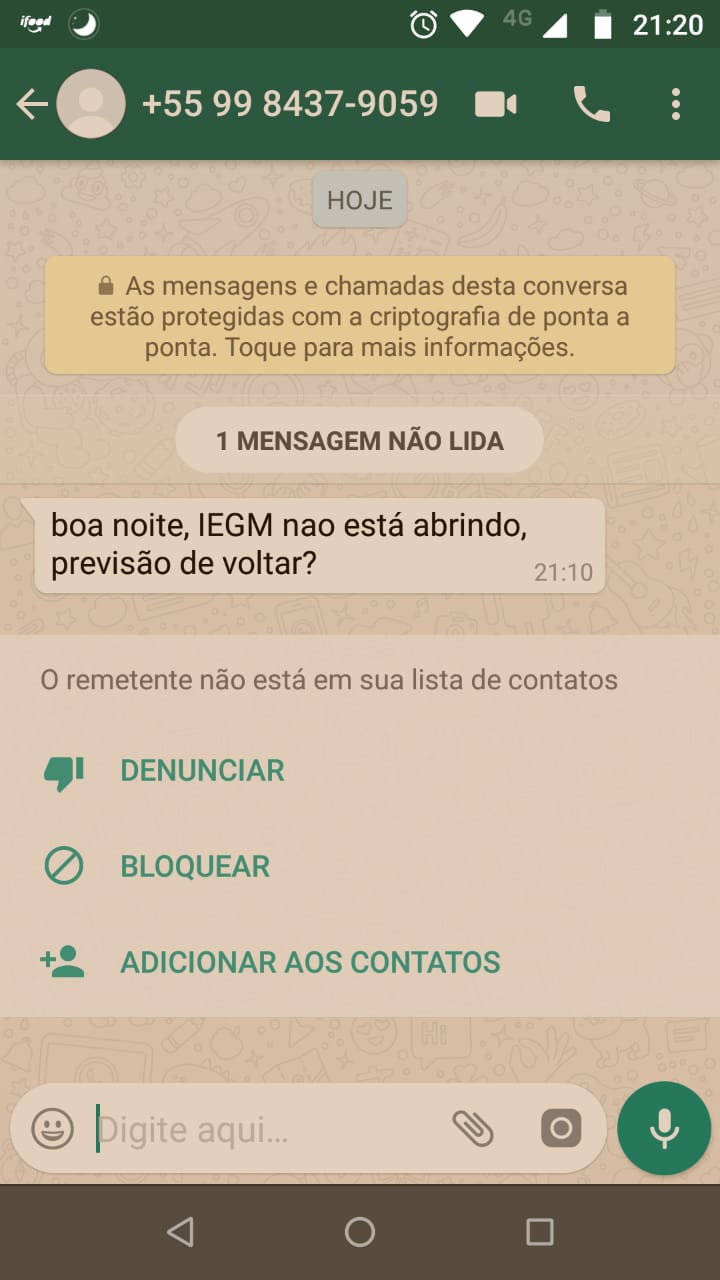 ifood
4G
21:20
+55 99 8437-9059
HOJE
As mensagens e chamadas desta conversa
estão protegidas com a criptografia de ponta a
ponta. Toque para mais informações.
1 MENSAGEM NÃO LIDA
boa noite, IEGM nao está abrindo,
previsão de voltar?
21:10
O remetente não está em sua lista de contatos
DENUNCIAR
BLOQUEAR
ADICIONAR AOS CONTATOS
Hi
Digite aqui...